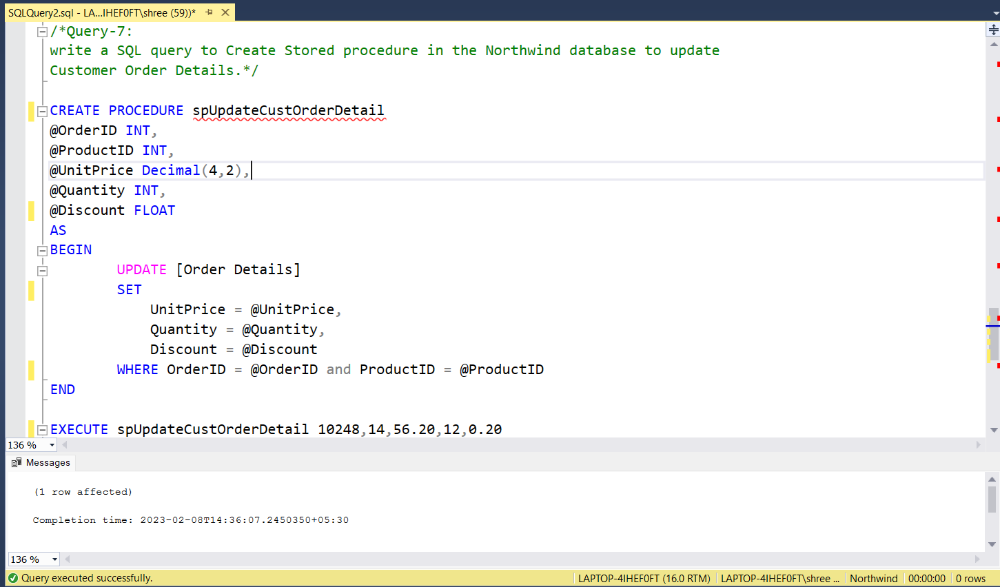 SQLQuery2.sql - LA...IHEF0FT\shree (59))*
/*Query-7:
write a SQL query to Create Stored procedure in the Northwind database to update
Customer Order Details.*/
CREATE PROCEDURE spUpdateCustOrderDetail
@OrderID INT,
@ProductID INT,
@UnitPrice Decimal(4,2),
@Quantity INT,
@Discount FLOAT
AS
BEGIN
UPDATE [Order Details]
SET
UnitPrice = @UnitPrice,
Quantity = @Quantity,
Discount = @Discount
WHERE OrderID = @OrderID and ProductID = @ProductID
END
EXECUTE spUpdateCustOrderDetail 10248,14,56.20,12,0.20
136 %
Messages
(1 row affected)
Completion time: 2023-02-08T14:36:07.2450350+05:30
136 %
Query executed successfully. LAPTOP-4IHEF0FT (16.0 RTM) LAPTOP-4IHEF0FT\shree ... Northwind 00:00:00 0 rows